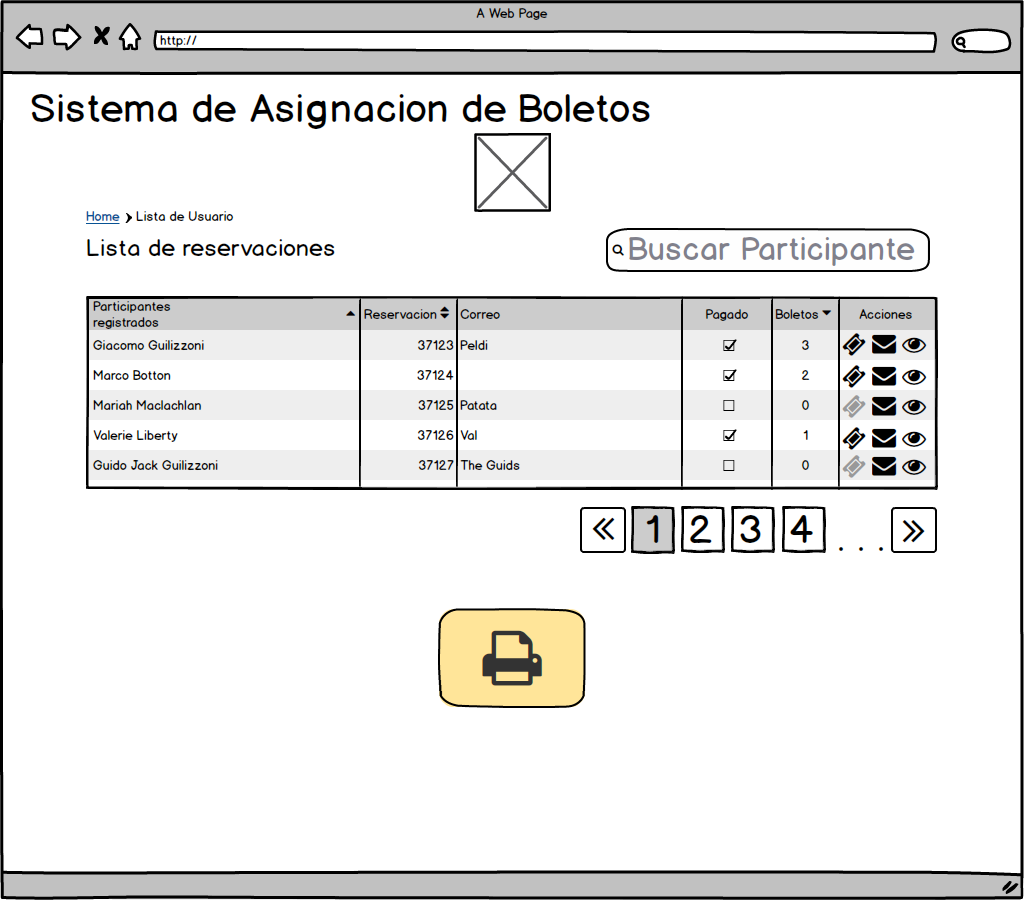 A Web Page
http://
Sistema de Asignacion de Boletos
Home Lista de Usuario
Lista de reservaciones
Buscar Participante
Participantes registrados Reservacion Correo Pagado Boletos Acciones
Giacomo Guilizzoni 37123 Peldi 3
Marco Botton 37124 2
Mariah Maclachlan 37125 Patata 0
Valerie Liberty 37126 Val 1
Guido Jack Guilizzoni 37127 The Guids 0
« 1 2 3 4 . . . »